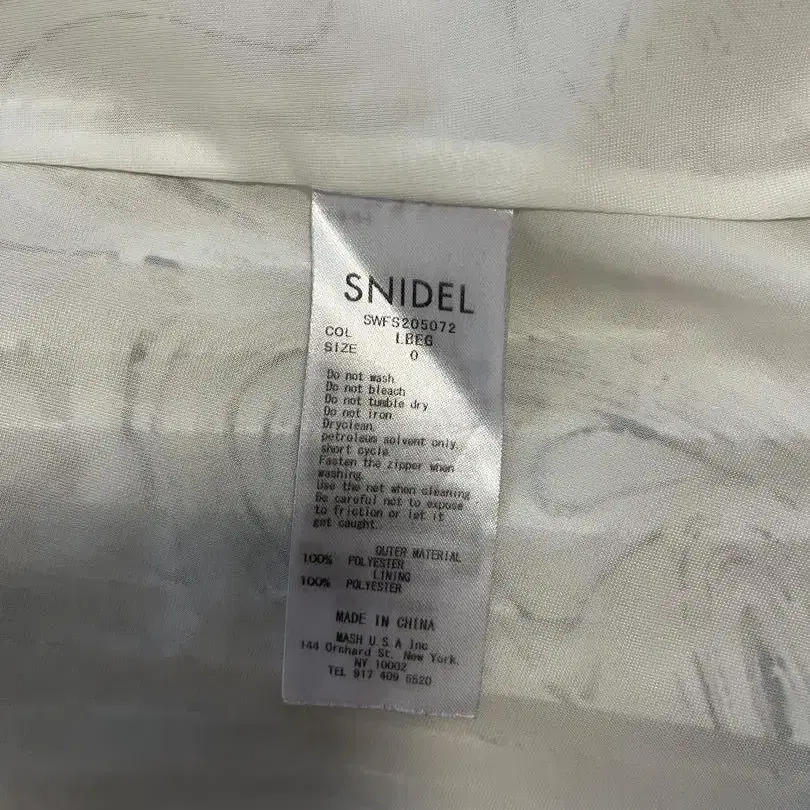 SNIDEL
SWFS205072
COL LBEG
SIZE 0
Do not wash
Do not bleach
Do not tumble dry
Do not iron
Dryclean.
petroleum solvent only.
short cycle.
Fasten the zipper when
washing.
Use the net when cleaning
Be careful not to expose
to friction or let it
get caught.
OUTER MATERIAL
100% POLYESTER
LINING
100% POLYESTER
MADE IN CHINA
MASH U S A Inc
144 Orchard St. New York.
NY 10002
TEL 917 409 5520